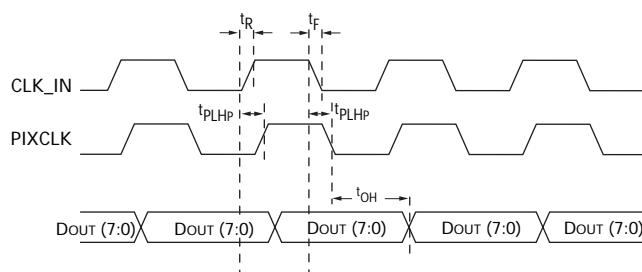 tR tF
CLK_IN
tPLHP tPLHP
PIXCLK
tOH
DOUT (7:0) DOUT (7:0) DOUT (7:0) DOUT (7:0) DOUT (7:0)